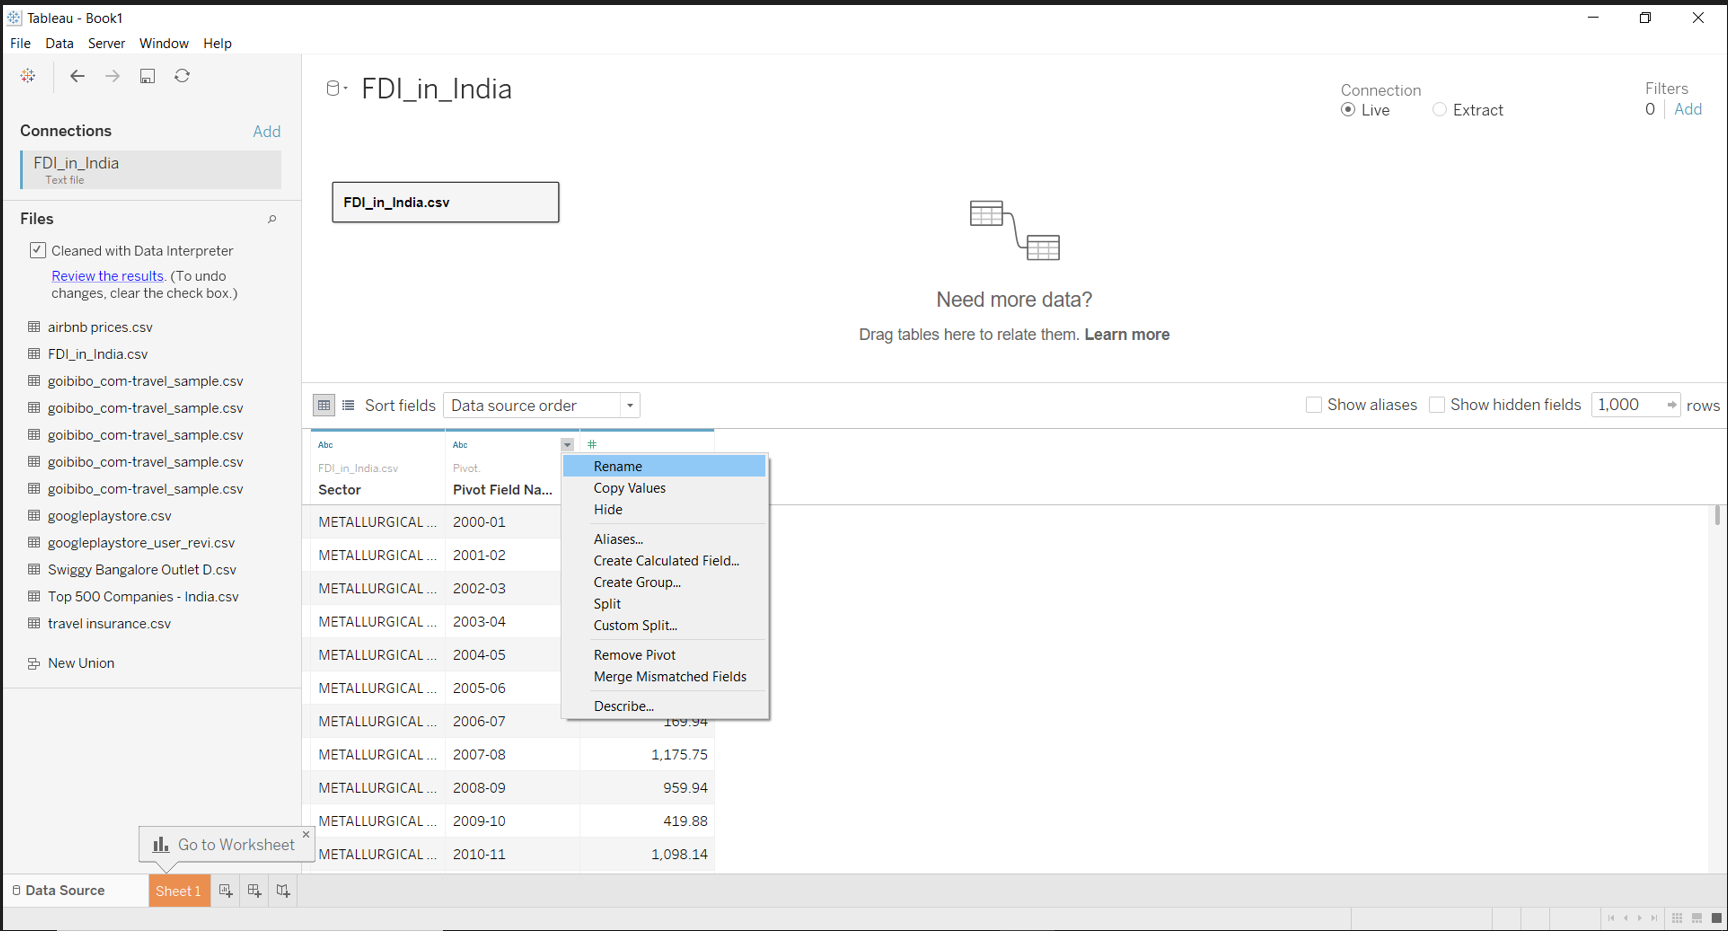 Tableau - Book1
File Data Server Window Help
Connections Add
FDI_in_India
Text file
Files
Cleaned with Data Interpreter
Review the results. (To undo
changes, clear the check box.)
airbnb prices.csv
FDI_in_India.csv
goibibo_com-travel_sample.csv
goibibo_com-travel_sample.csv
goibibo_com-travel_sample.csv
goibibo_com-travel_sample.csv
goibibo_com-travel_sample.csv
googleplaystore.csv
googleplaystore_user_revi.csv
Swiggy Bangalore Outlet D.csv
Top 500 Companies - India.csv
travel insurance.csv
New Union
FDI_in_India
Connection
Live Extract
Filters
0 Add
FDI_in_India.csv
Need more data?
Drag tables here to relate them. Learn more
Sort fields Data source order Show aliases Show hidden fields 1,000 rows
Abc Abc #
FDI_in_India.csv Pivot.
Sector Pivot Field Na...
METALLURGICAL ... 2000-01
METALLURGICAL ... 2001-02
METALLURGICAL ... 2002-03
METALLURGICAL ... 2003-04
METALLURGICAL ... 2004-05
METALLURGICAL ... 2005-06
METALLURGICAL ... 2006-07 169.94
METALLURGICAL ... 2007-08 1,175.75
METALLURGICAL ... 2008-09 959.94
METALLURGICAL ... 2009-10 419.88
METALLURGICAL ... 2010-11 1,098.14
Rename
Copy Values
Hide
Aliases...
Create Calculated Field...
Create Group...
Split
Custom Split...
Remove Pivot
Merge Mismatched Fields
Describe...
Go to Worksheet
Data Source Sheet 1